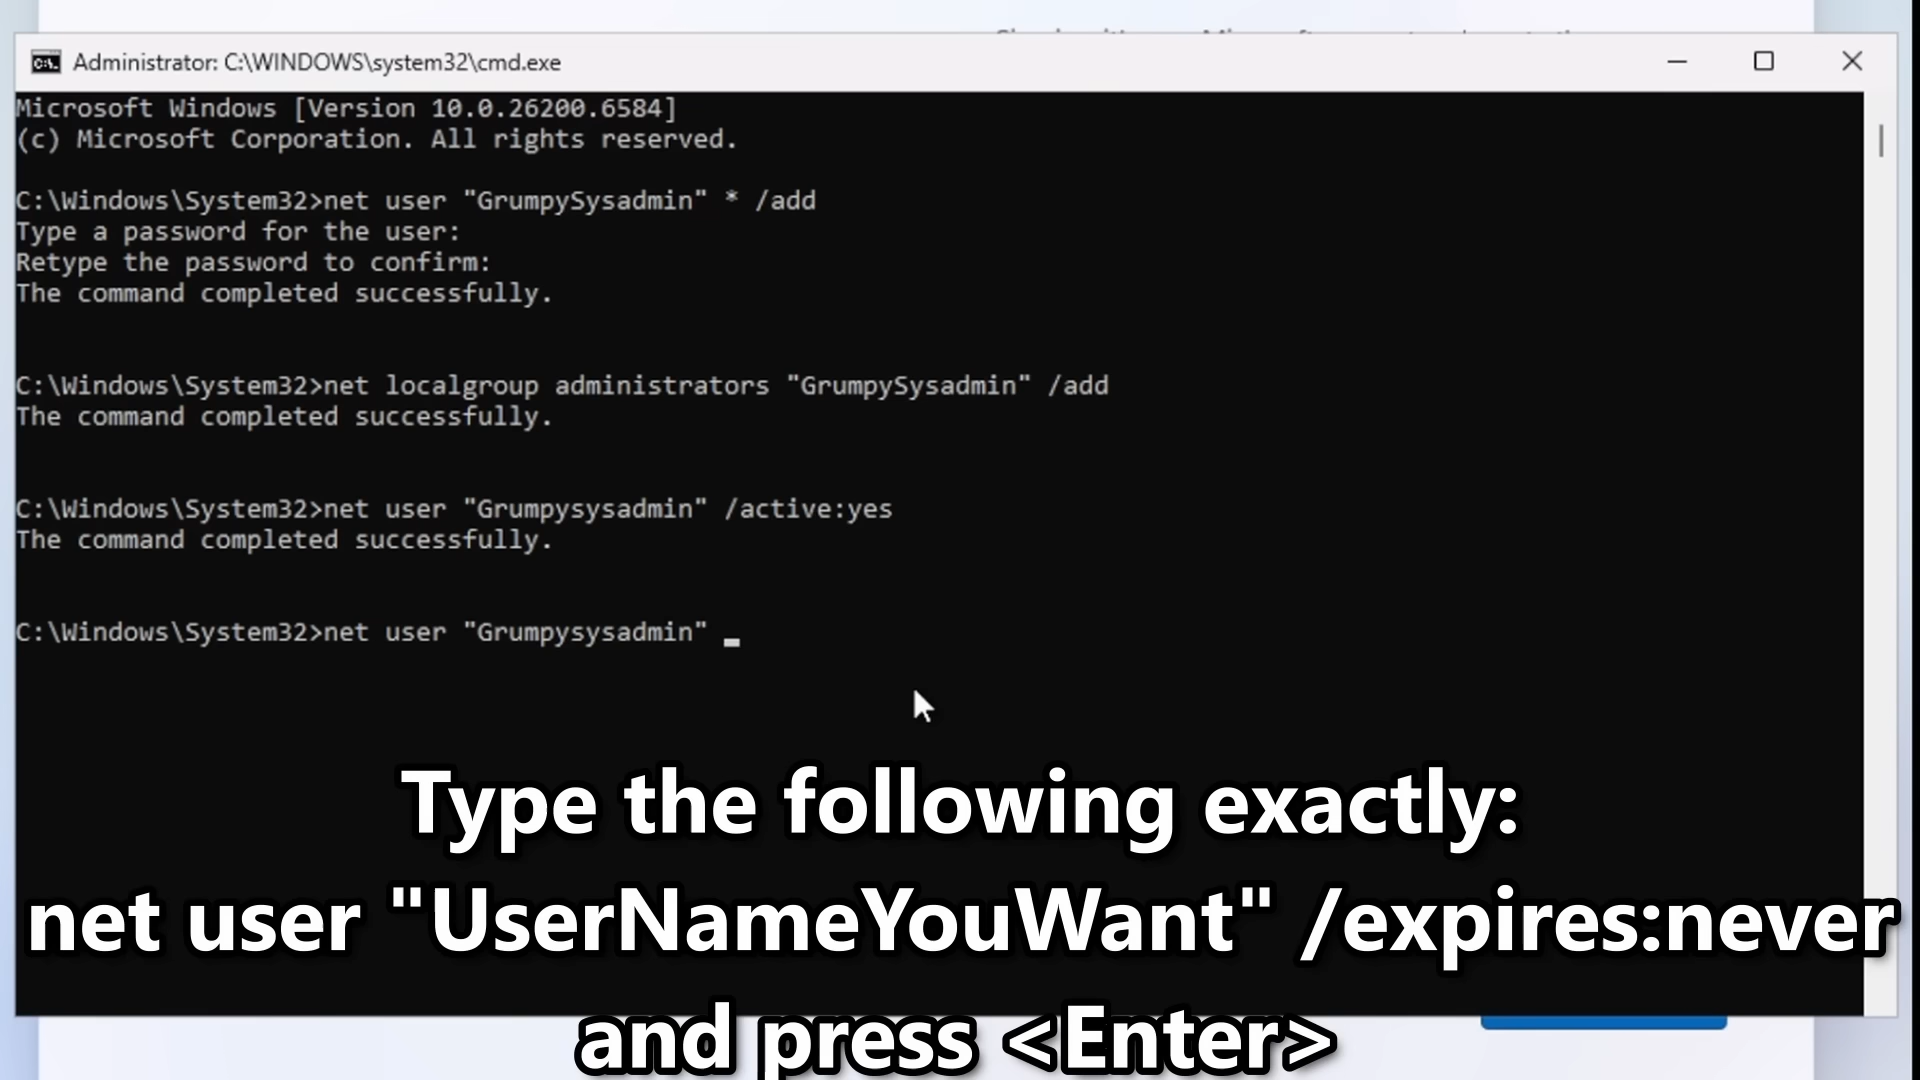 Administrator: C:\WINDOWS\system32\cmd.exe
Microsoft Windows [Version 10.0.26200.6584]
(c) Microsoft Corporation. All rights reserved.
C:\Windows\System32>net user "GrumpySysadmin" * /add
Type a password for the user:
Retype the password to confirm:
The command completed successfully.
C:\Windows\System32>net localgroup administrators "GrumpySysadmin" /add
The command completed successfully.
C:\Windows\System32>net user "Grumpysysadmin" /active:yes
The command completed successfully.
C:\Windows\System32>net user "Grumpysysadmin" _
Type the following exactly:
net user "UserNameYouWant" /expires:never
and press <Enter>